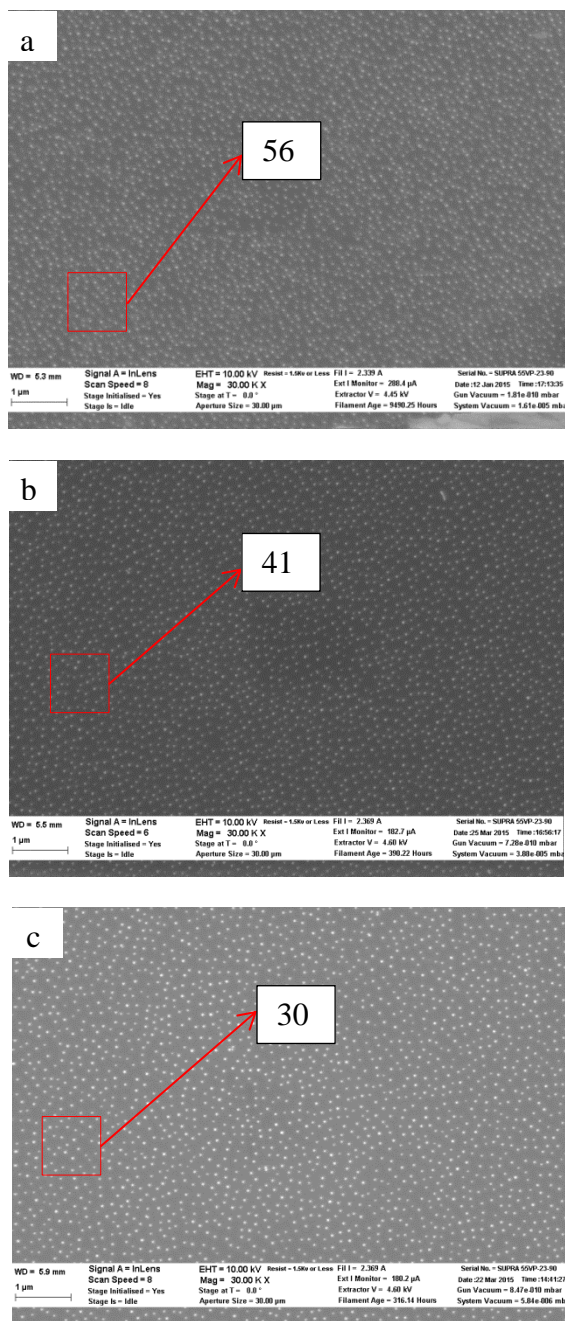 a
56
WD = 5.3 mm
1 µm
Signal A = InLens
Scan Speed = 8
Stage Initialised = Yes
Stage Is = Idle
EHT = 10.00 kV Resist = 1.5Kv or Less
Mag = 30.00 K X
Stage at T = 0.0 °
Aperture Size = 30.00 µm
Fil I = 2.339 A
Ext I Monitor = 288.4 µA
Extractor V = 4.45 kV
Filament Age = 9490.25 Hours
Serial No. = SUPRA 55VP-23-90
Date :12 Jan 2015 Time :17:13:35
Gun Vacuum = 1.81e-010 mbar
System Vacuum = 1.61e-005 mbar
b
41
WD = 5.5 mm
1 µm
Signal A = InLens
Scan Speed = 6
Stage Initialised = Yes
Stage Is = Idle
EHT = 10.00 kV Resist = 1.5Kv or Less
Mag = 30.00 K X
Stage at T = 0.0 °
Aperture Size = 30.00 µm
Fil I = 2.369 A
Ext I Monitor = 182.7 µA
Extractor V = 4.60 kV
Filament Age = 390.22 Hours
Serial No. = SUPRA 55VP-23-90
Date :25 Mar 2015 Time :16:56:17
Gun Vacuum = 7.28e-010 mbar
System Vacuum = 3.88e-005 mbar
c
30
WD = 5.9 mm
1 µm
Signal A = InLens
Scan Speed = 8
Stage Initialised = Yes
Stage Is = Idle
EHT = 10.00 kV Resist = 1.5Kv or Less
Mag = 30.00 K X
Stage at T = 0.0 °
Aperture Size = 30.00 µm
Fil I = 2.369 A
Ext I Monitor = 180.2 µA
Extractor V = 4.60 kV
Filament Age = 316.14 Hours
Serial No. = SUPRA 55VP-23-90
Date :22 Mar 2015 Time :14:41:27
Gun Vacuum = 8.47e-010 mbar
System Vacuum = 5.84e-006 mbar